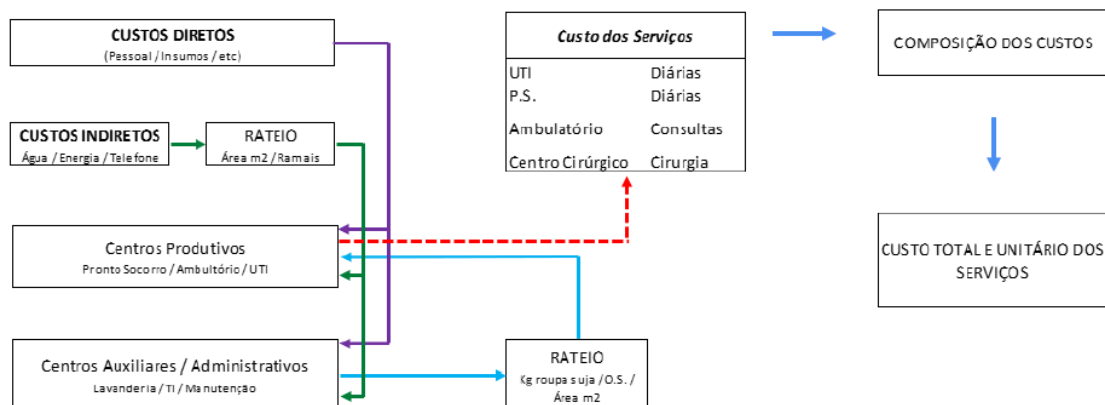 CUSTOS DIRETOS
(Pessoal / Insumos / etc)
CUSTOS INDIRETOS
Água / Energia / Telefone
RATEIO
Área m2 / Ramais
Centros Produtivos
Pronto Socorro / Ambultório / UTI
Centros Auxiliares / Administrativos
Lavanderia / TI / Manutenção
RATEIO
Kg roupa suja / O.S. /
Área m2
Custo dos Serviços
UTI Diárias
P.S. Diárias
Ambulatório Consultas
Centro Cirúrgico Cirurgia
COMPOSIÇÃO DOS CUSTOS
CUSTO TOTAL E UNITÁRIO DOS
SERVIÇOS